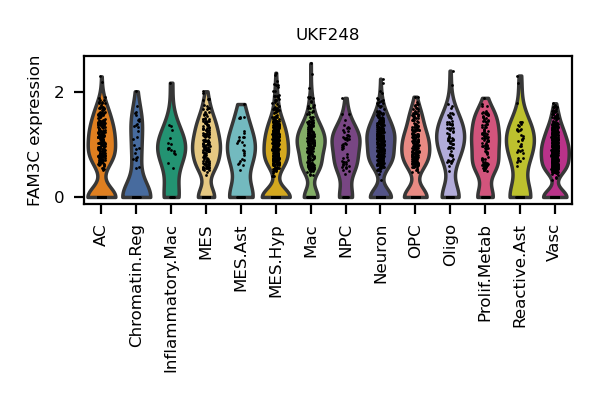 UKF248
FAM3C expression
2
0
AC
Chromatin.Reg
Inflammatory.Mac
MES
MES.Ast
MES.Hyp
Mac
NPC
Neuron
OPC
Oligo
Prolif.Metab
Reactive.Ast
Vasc